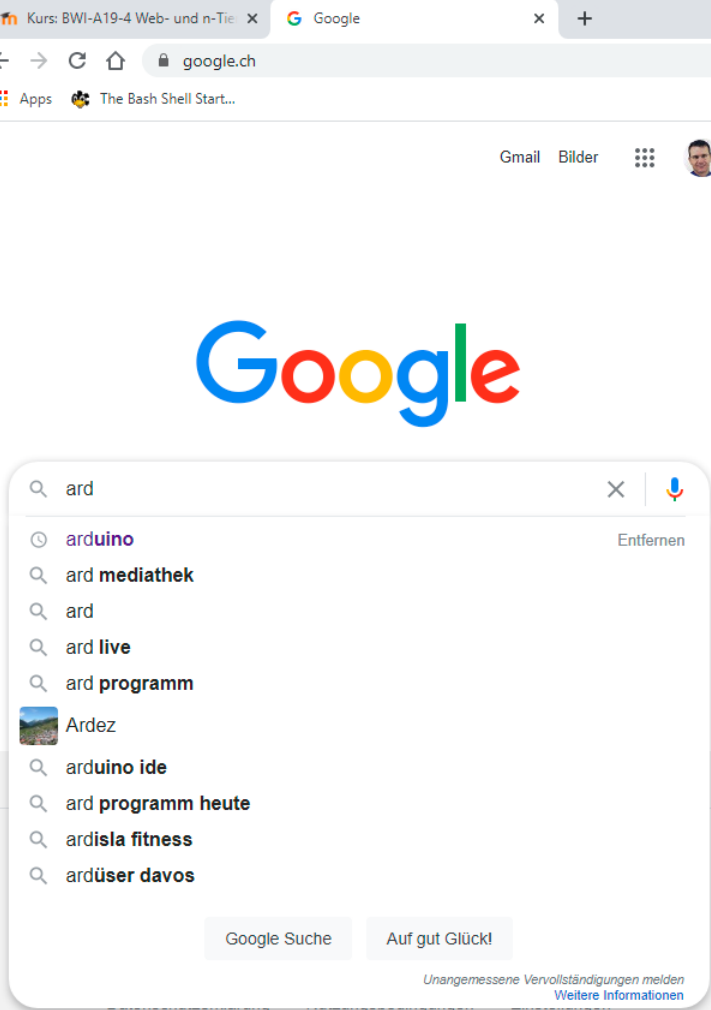 Kurs: BWI-A19-4 Web- und n-Tie
Google
google.ch
Apps
The Bash Shell Start...
Gmail Bilder
Google
ard
arduino Entfernen
ard mediathek
ard
ard live
ard programm
Ardez
arduino ide
ard programm heute
ardisla fitness
ardüser davos
Google Suche Auf gut Glück!
Unangemessene Vervollständigungen melden
Weitere Informationen